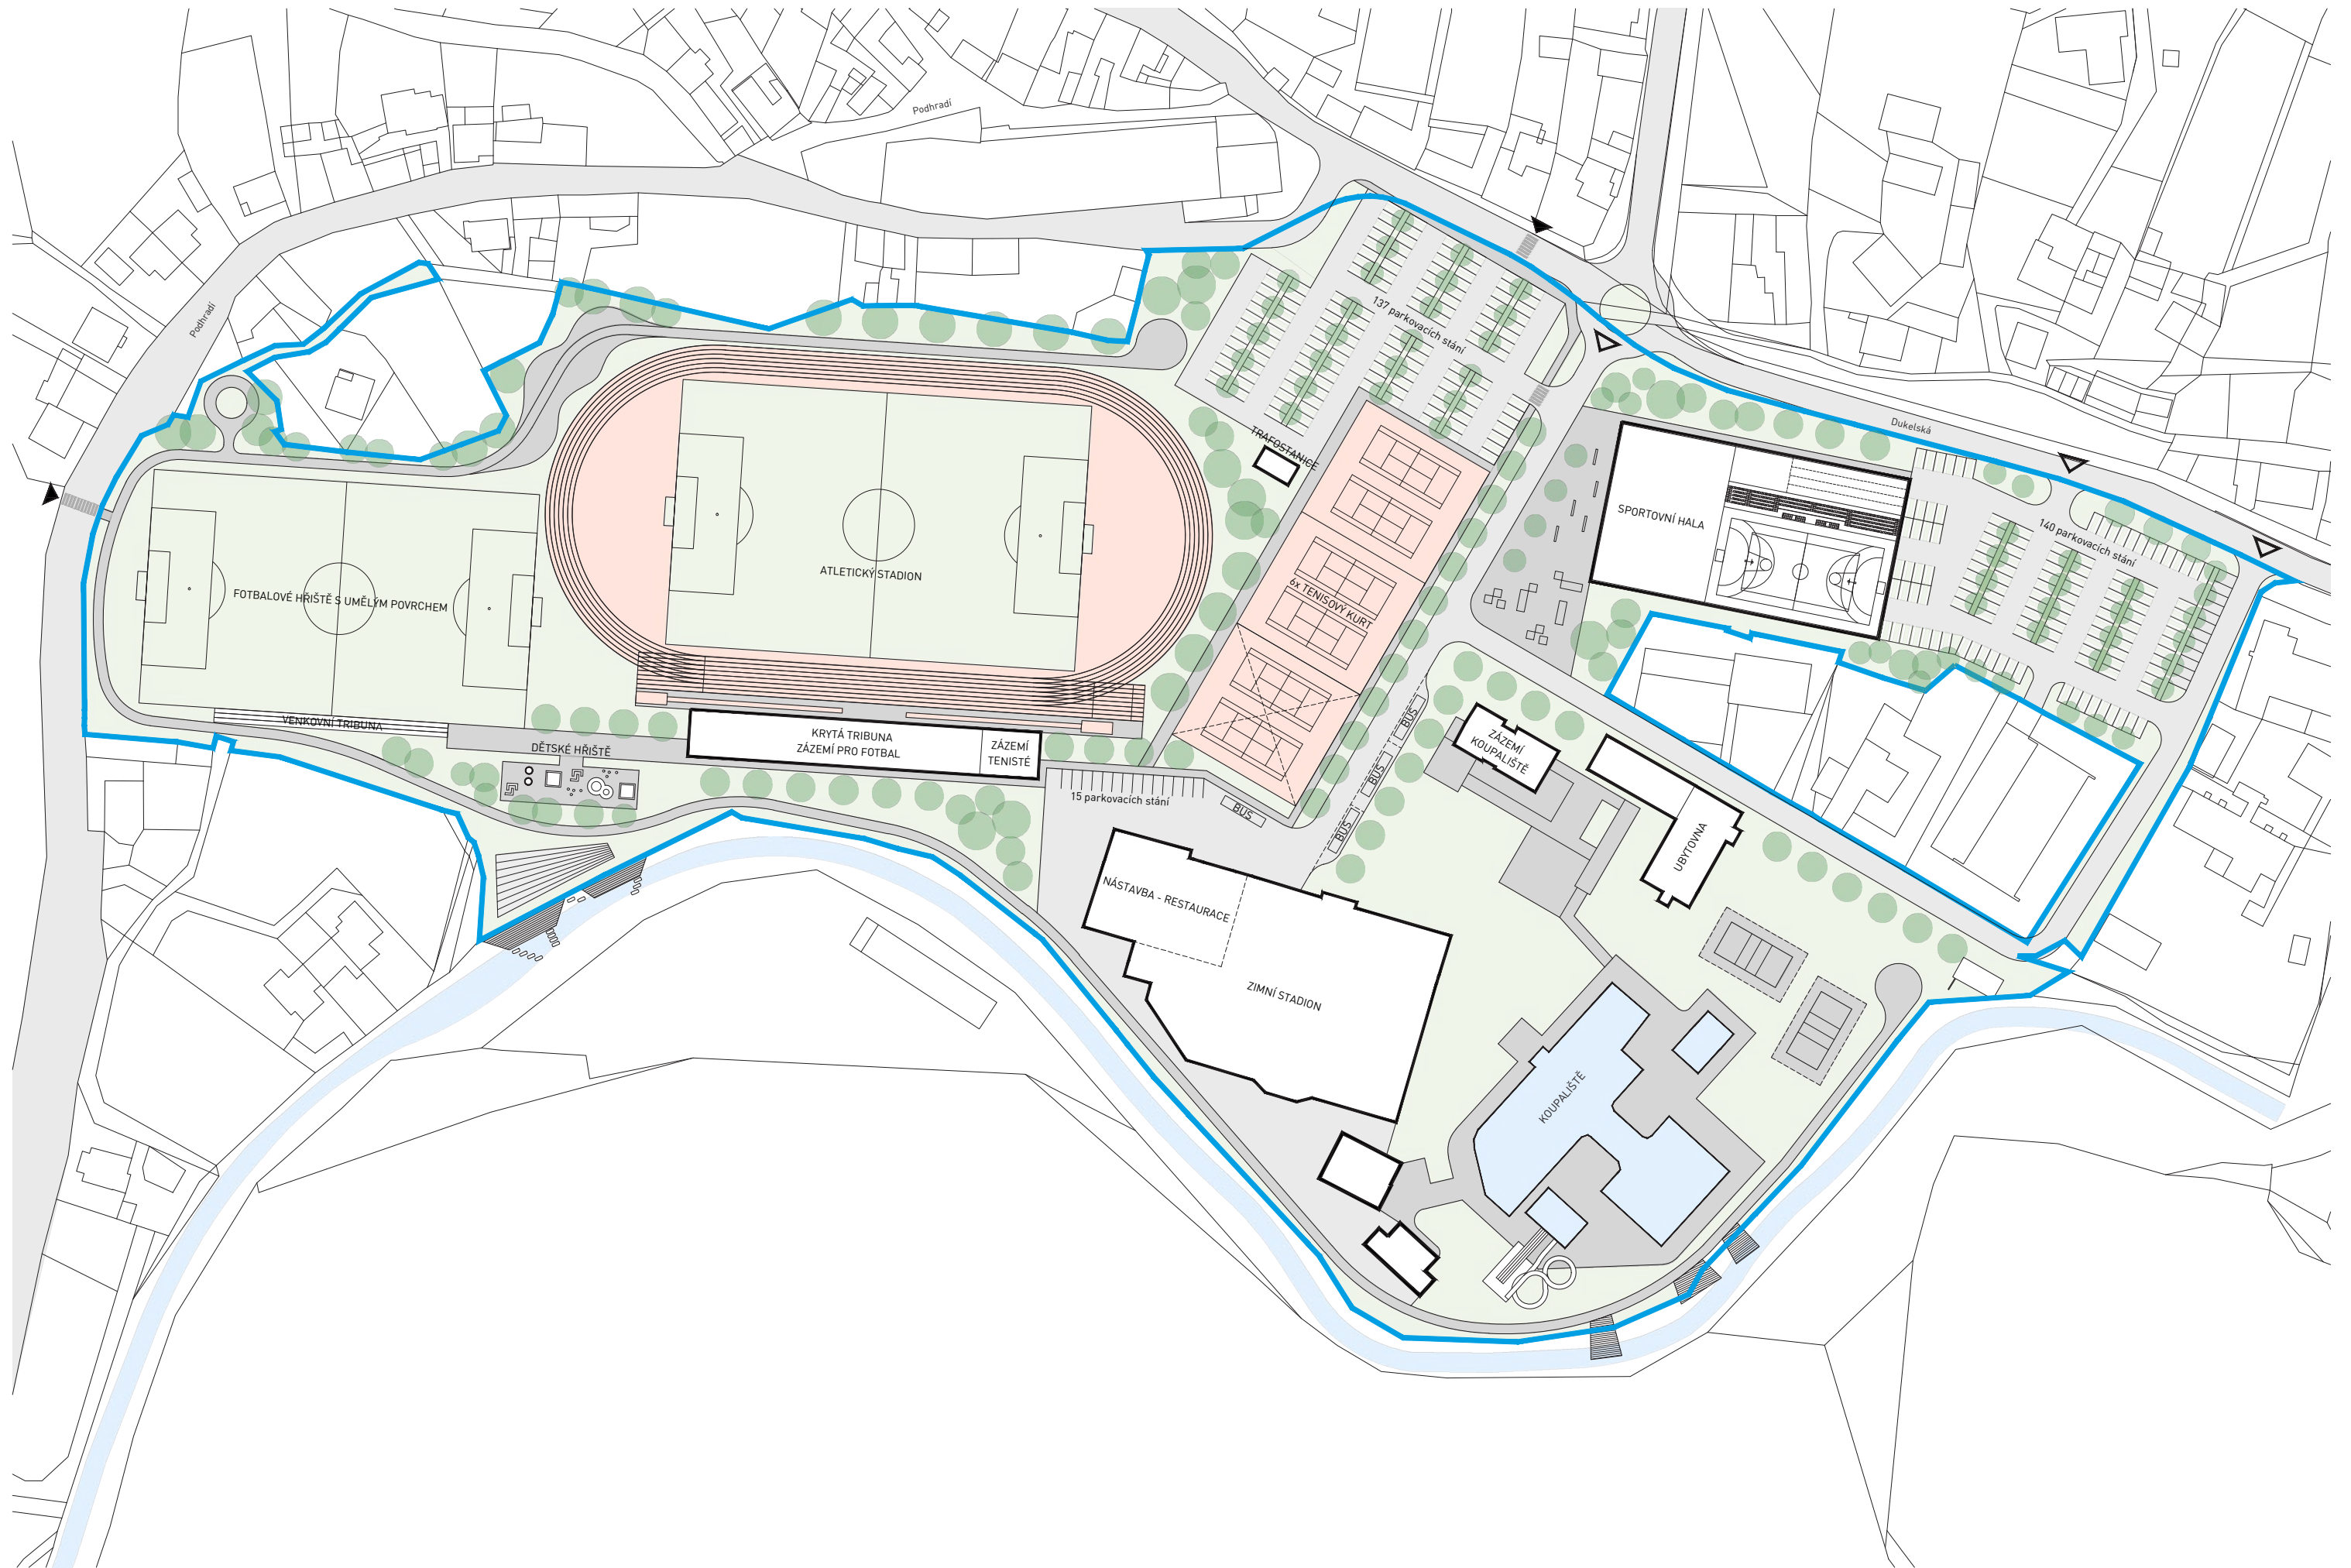 Podhradí
Podhradí
137 parkovacích stání
TRAFOSTANICE
Dukelská
SPORTOVNÍ HALA
140 parkovacích stání
ATLETICKÝ STADION
FOTBALOVÉ HŘIŠTĚ S UMĚLÝM POVRCHEM
6x TENISOVÝ KURT
VENKOVNÍ TRIBUNA
DĚTSKÉ HŘIŠTĚ
KRYTÁ TRIBUNA
ZÁZEMÍ PRO FOTBAL
ZÁZEMÍ
TENISTÉ
BUS
BUS
BUS
BUS
ZÁZEMÍ
KOUPALIŠTĚ
15 parkovacích stání
UBYTOVNA
NÁSTAVBA - RESTAURACE
ZIMNÍ STADION
KOUPALIŠTĚ